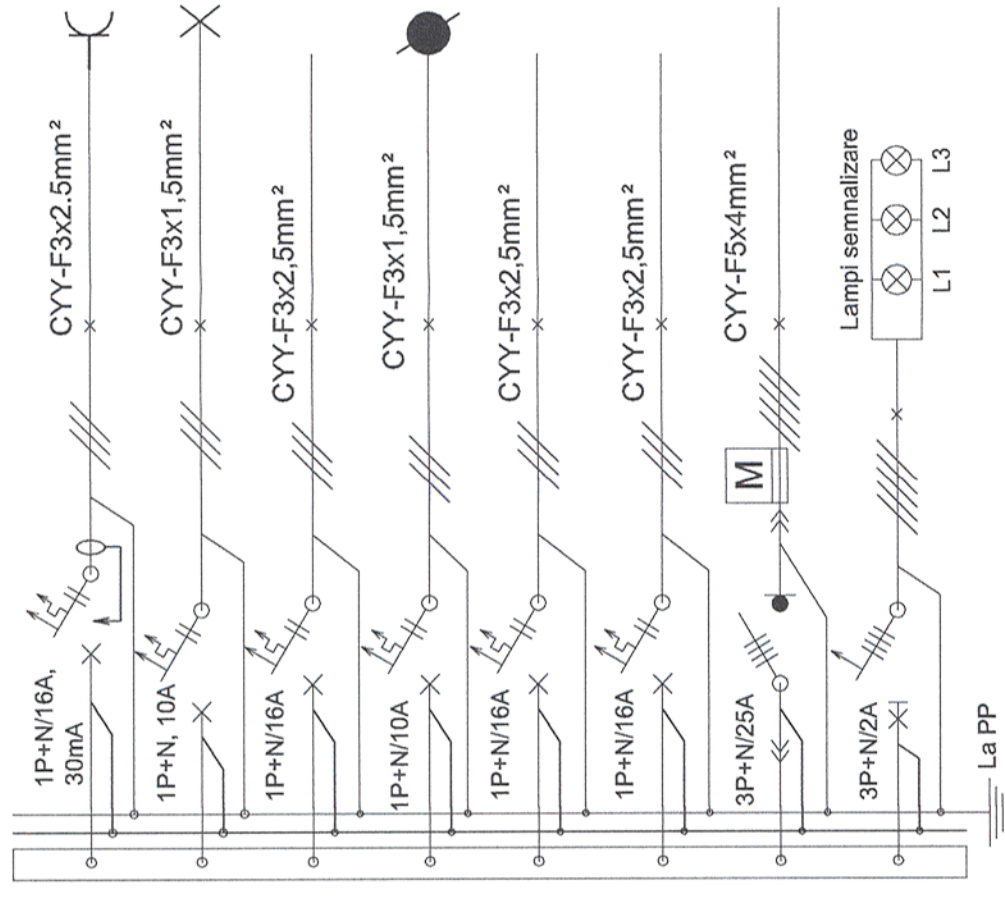 CYY-F3x2.5mm²
1P+N/16A,
30mA
CYY-F3x1,5mm²
1P+N, 10A
CYY-F3x2,5mm²
1P+N/16A
CYY-F3x1,5mm²
1P+N/10A
CYY-F3x2,5mm²
1P+N/16A
CYY-F3x2,5mm²
1P+N/16A
CYY-F5x4mm²
M
3P+N/25A
Lampi semnalizare
L1 L2 L3
3P+N/2A
La PP